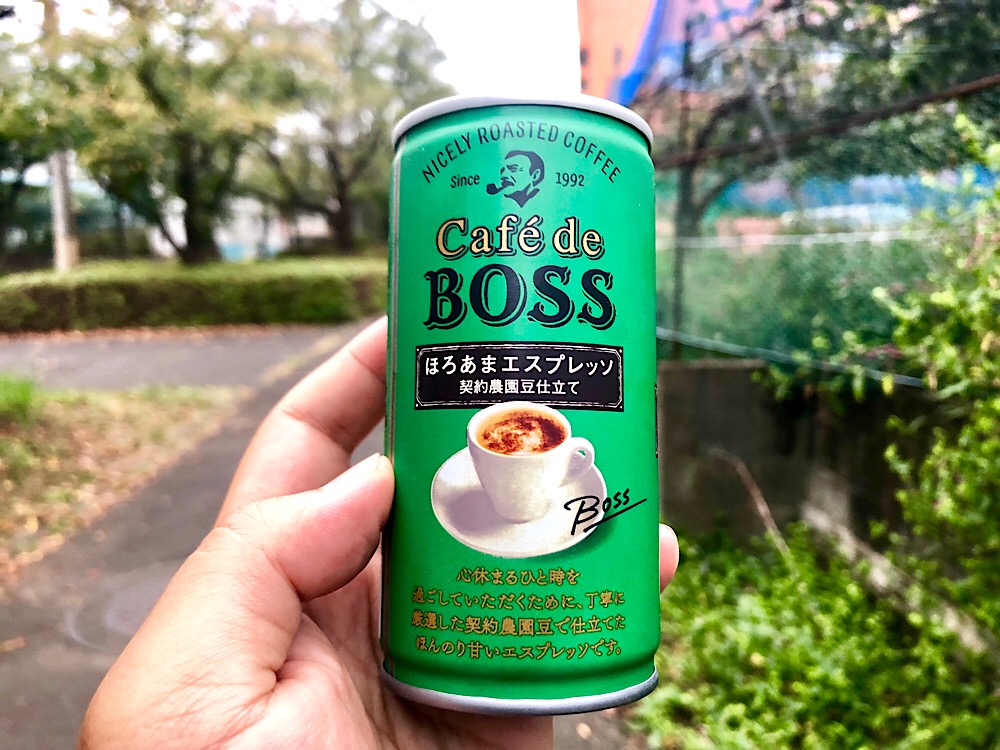 NICELY ROASTED COFFEE
Since 1992
Café de
BOSS
ほろあまエスプレッソ
契約農園豆仕立て
Boss
心休まるひと時を
過ごしていただくために、丁寧に
厳選した契約農園豆で仕立てた
ほんのり甘いエスプレッソです。